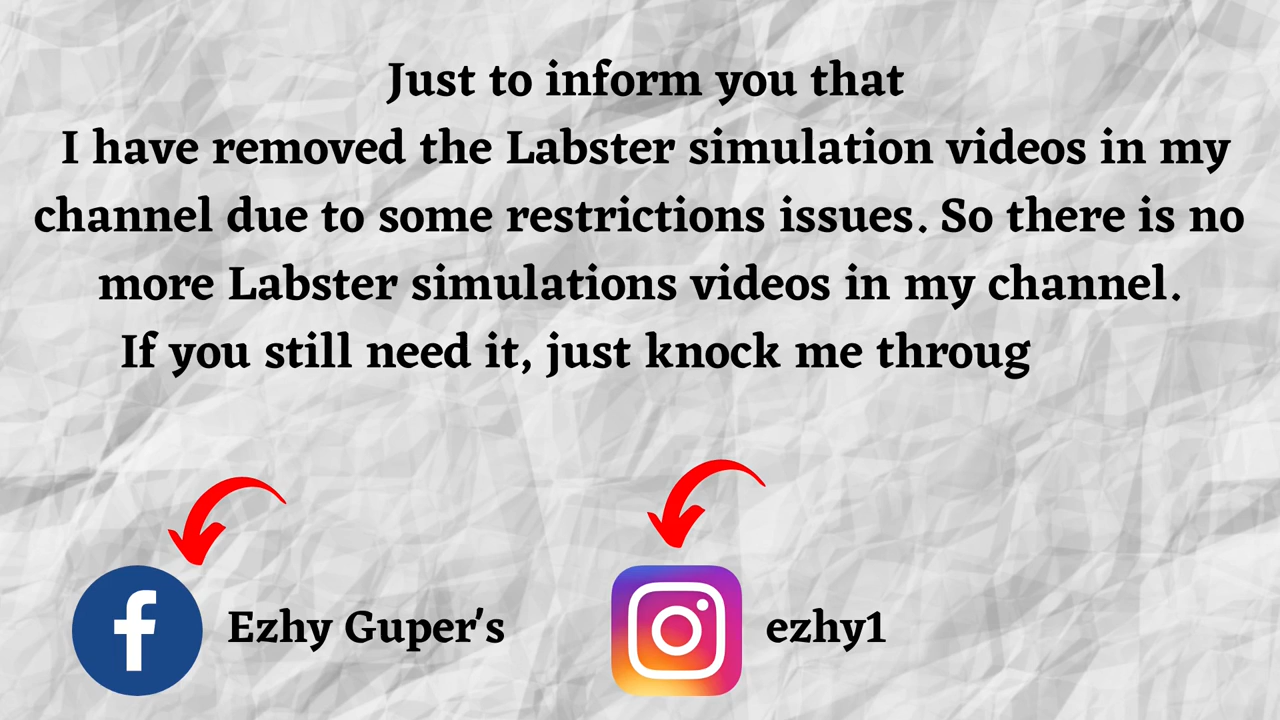 Just to inform you that
I have removed the Labster simulation videos in my
channel due to some restrictions issues. So there is no
more Labster simulations videos in my channel.
If you still need it, just knock me throug
Ezhy Guper's
ezhy1